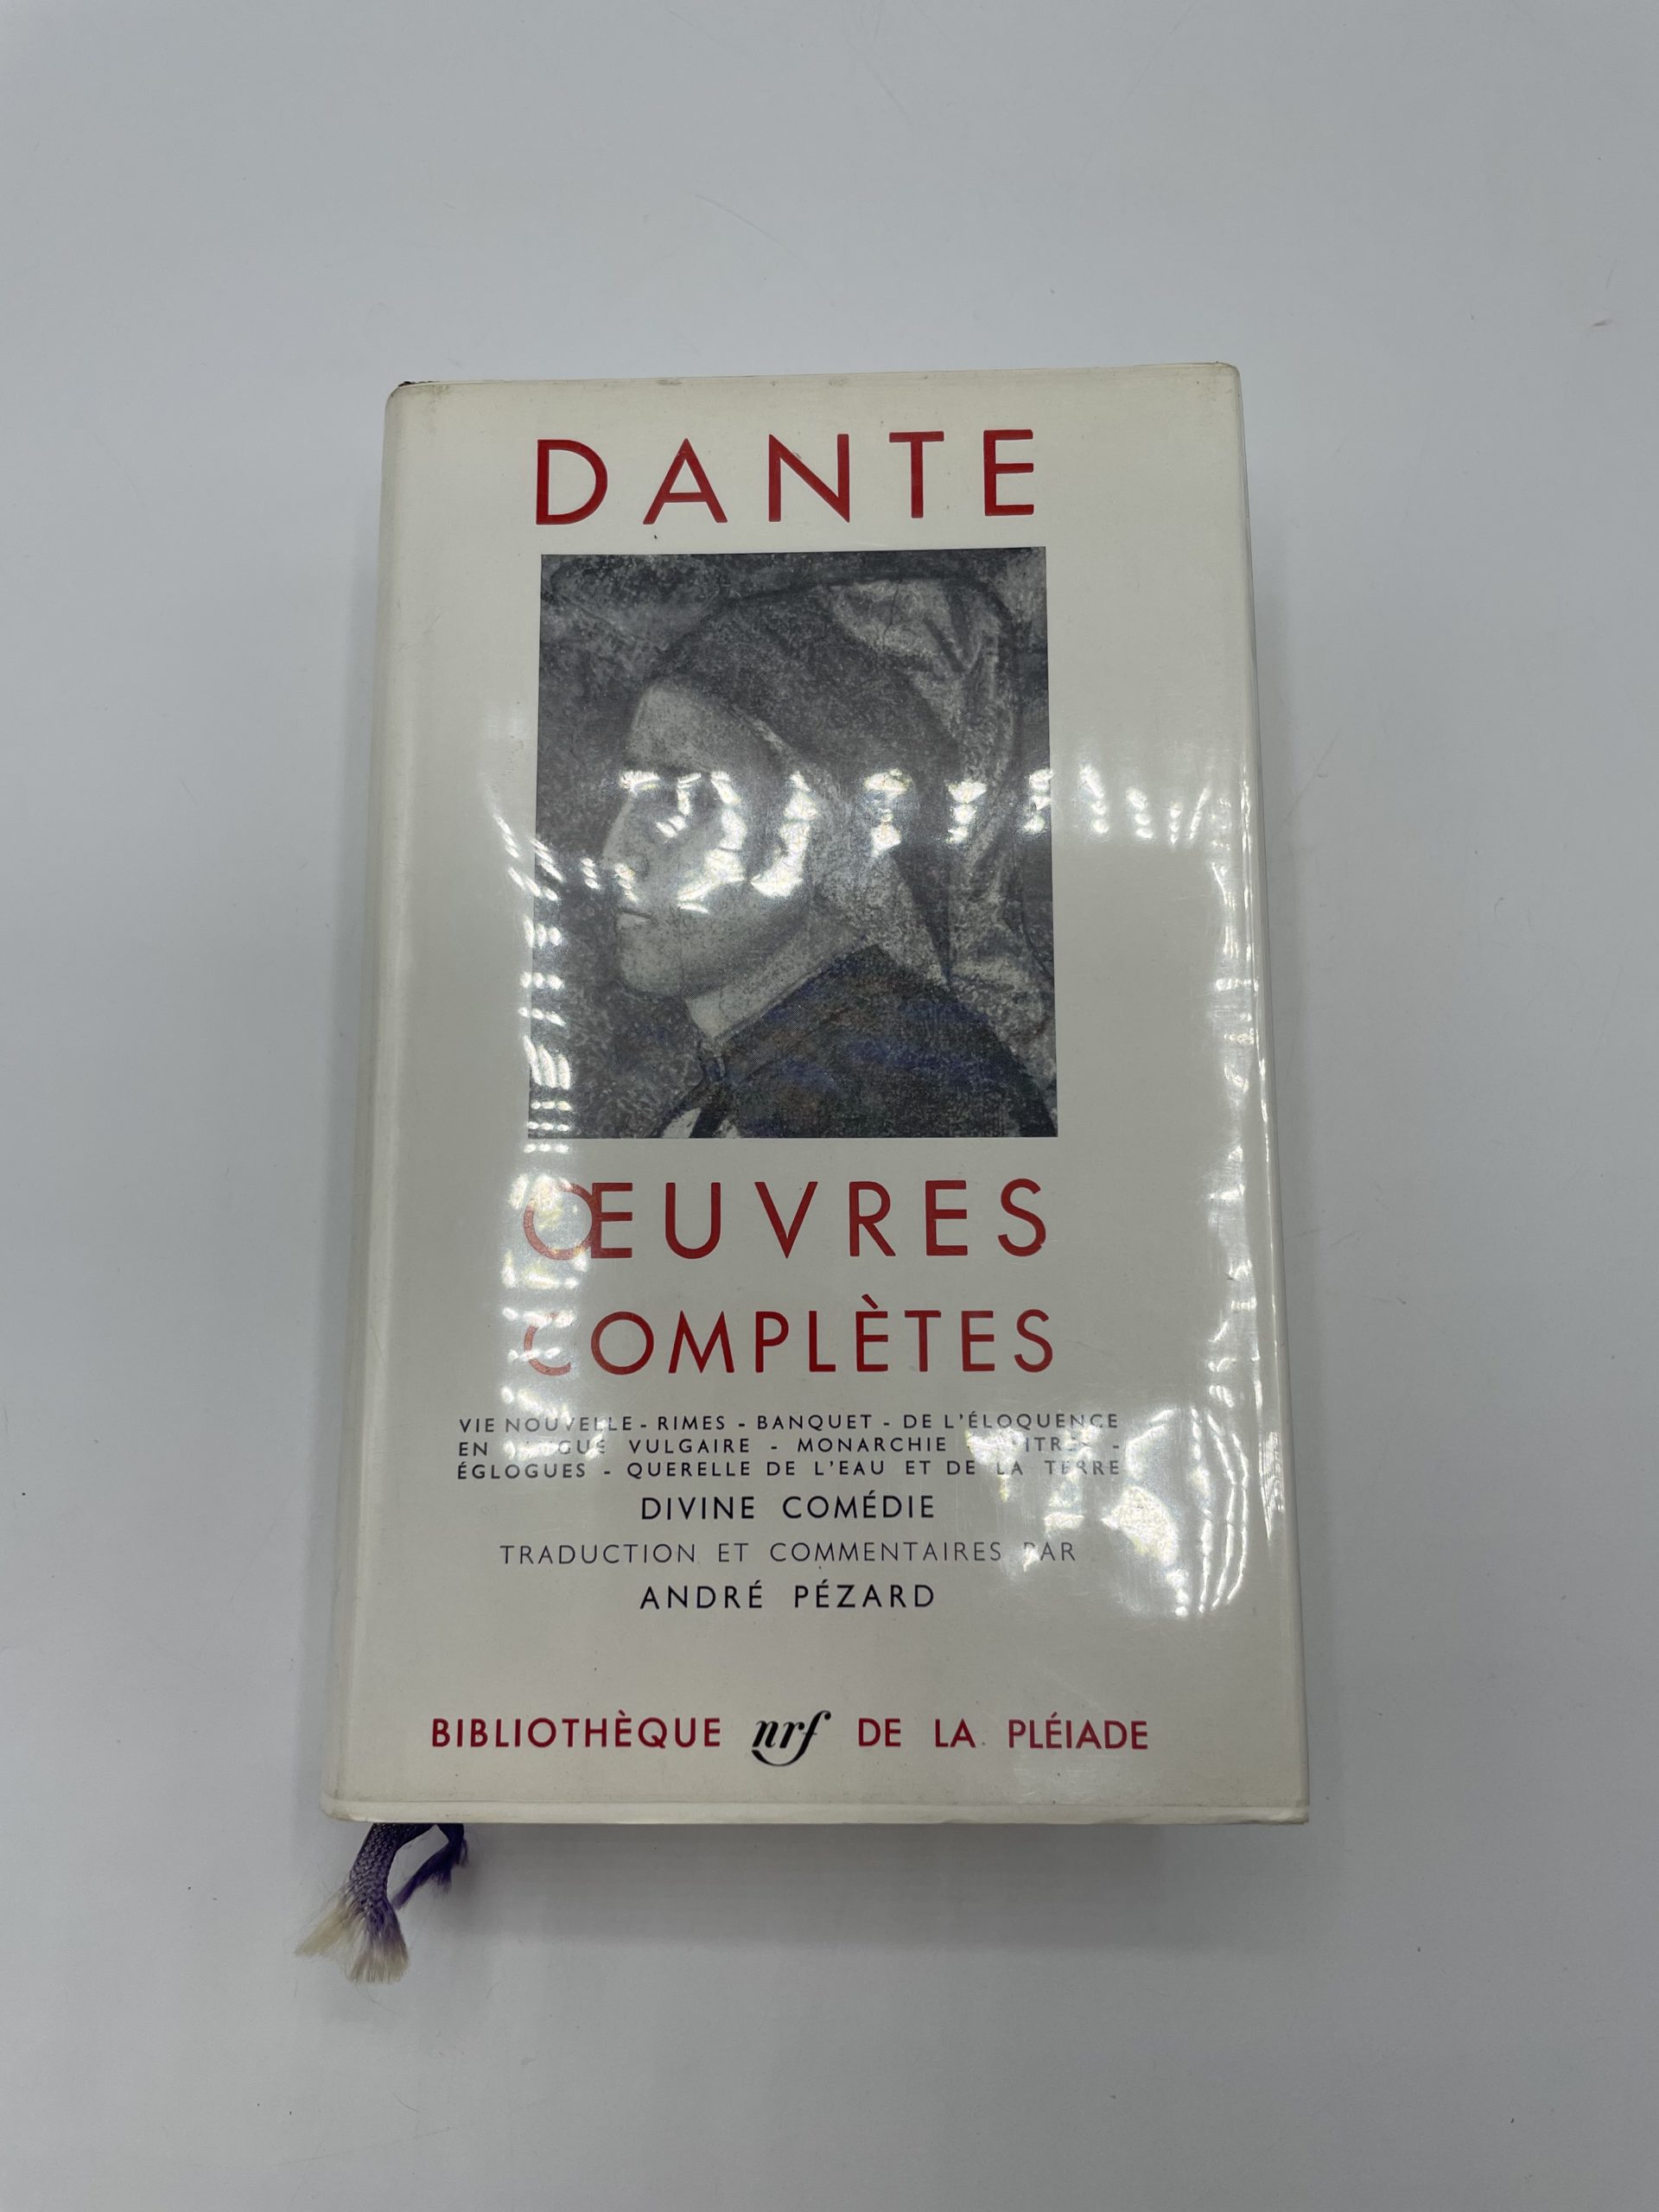 DANTE
ŒUVRES
COMPLÈTES
VIE NOUVELLE - RIMES - BANQUET - DE L'ÉLOQUENCE
EN VULGAIRE - MONARCHIE -
ÉGLOGUES - QUERELLE DE L'EAU ET DE LA TERRE
DIVINE COMÉDIE
TRADUCTION ET COMMENTAIRES PAR
ANDRÉ PÉZARD
BIBLIOTHÈQUE nrf DE LA PLÉIADE